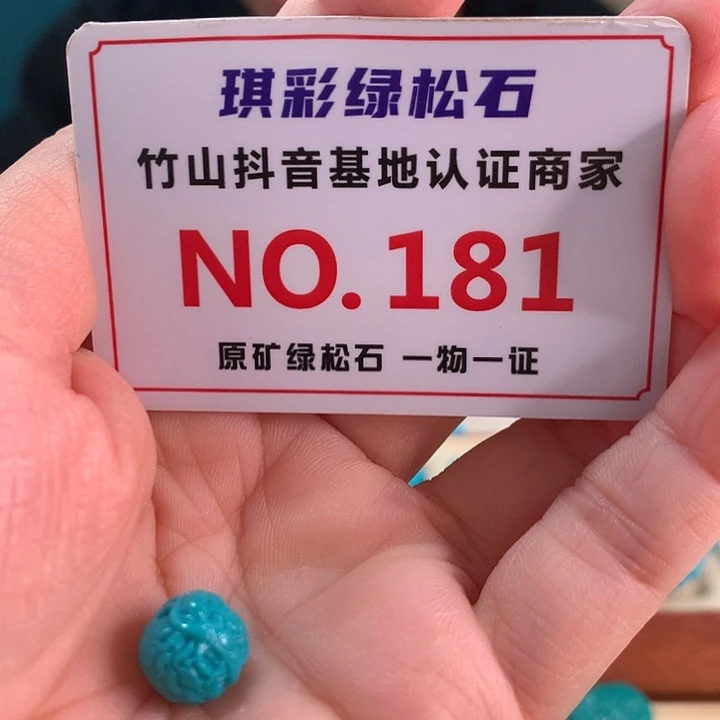 琪彩绿松石
竹山抖音基地认证商家
NO. 181
原矿绿松石 一物一证